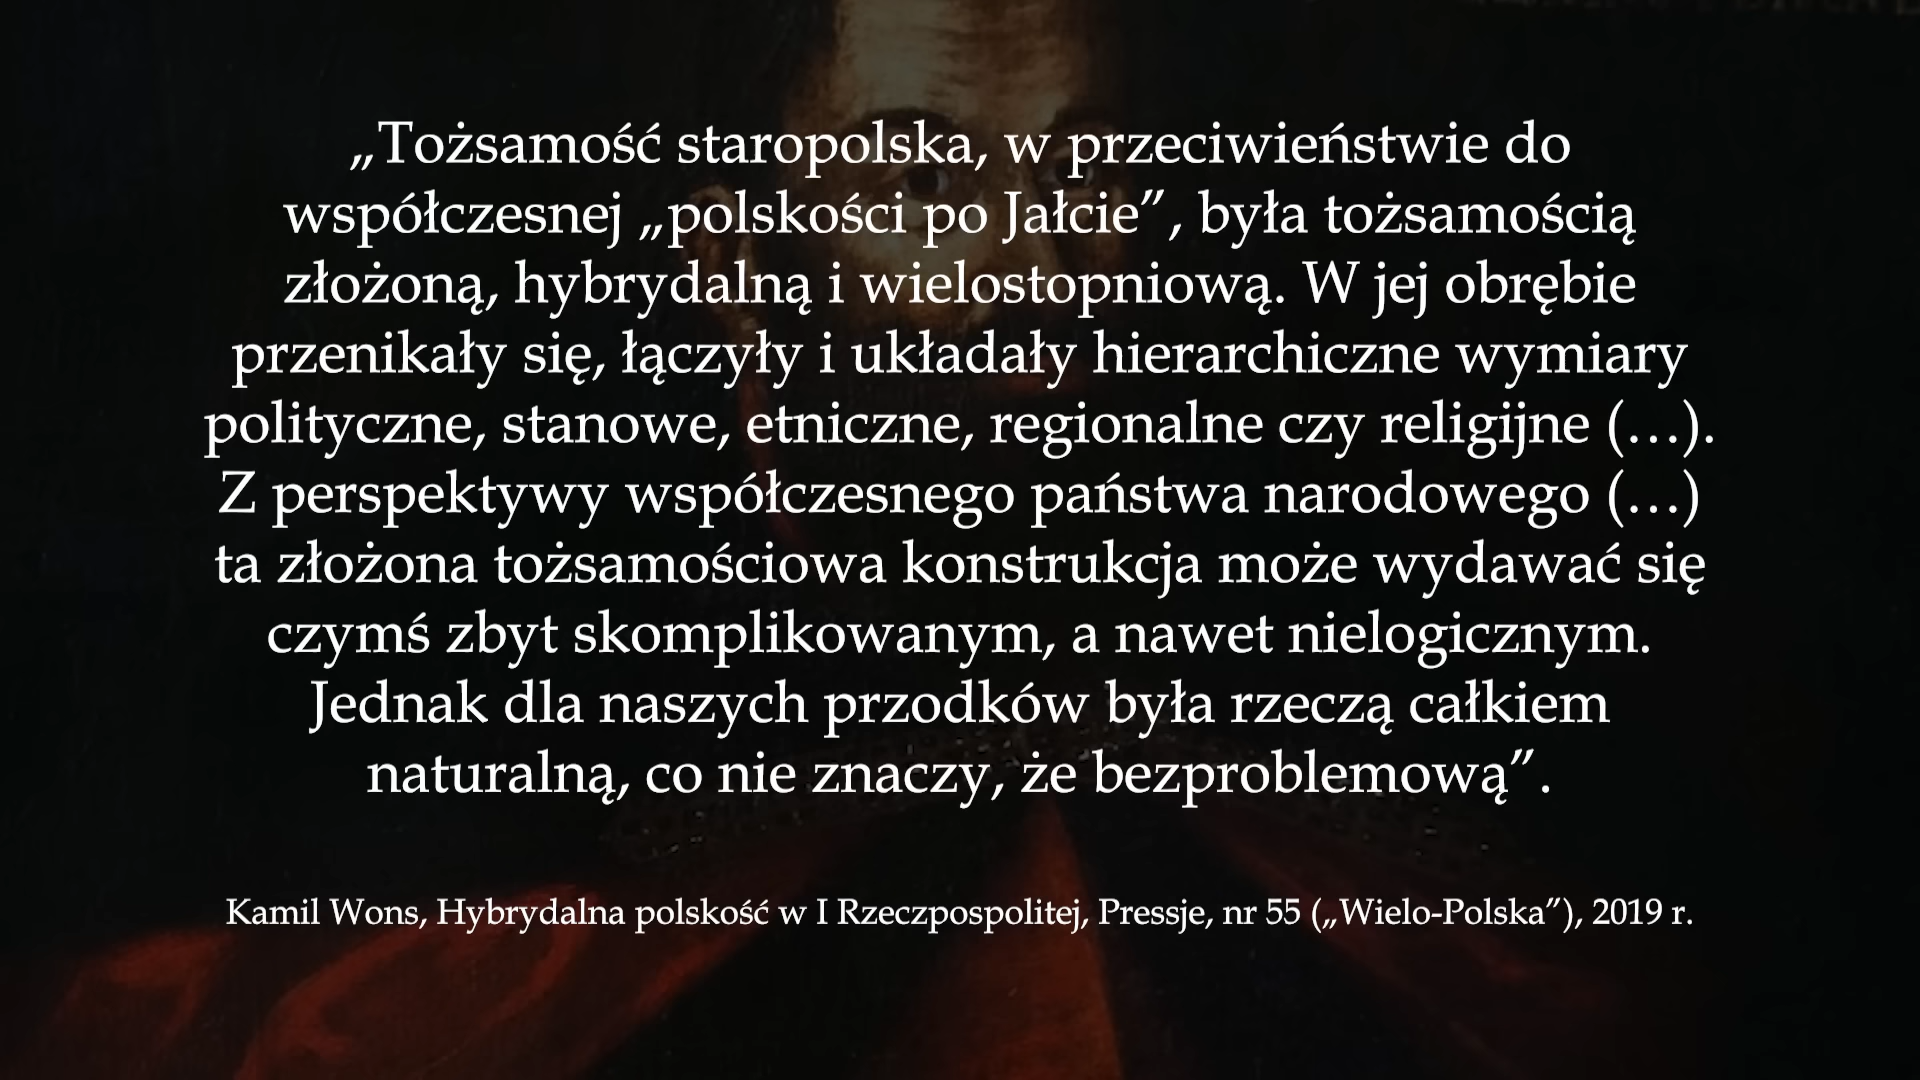 „Tożsamość staropolska, w przeciwieństwie do
współczesnej „polskości po Jałcie”, była tożsamością
złożoną, hybrydalną i wielostopniową. W jej obrębie
przenikały się, łączyły i układały hierarchiczne wymiary
polityczne, stanowe, etniczne, regionalne czy religijne (…).
Z perspektywy współczesnego państwa narodowego (…)
ta złożona tożsamościowa konstrukcja może wydawać się
czymś zbyt skomplikowanym, a nawet nielogicznym.
Jednak dla naszych przodków była rzeczą całkiem
naturalną, co nie znaczy, że bezproblemową”.
Kamil Wons, Hybrydalna polskość w I Rzeczpospolitej, Pressje, nr 55 („Wielo-Polska”), 2019 r.